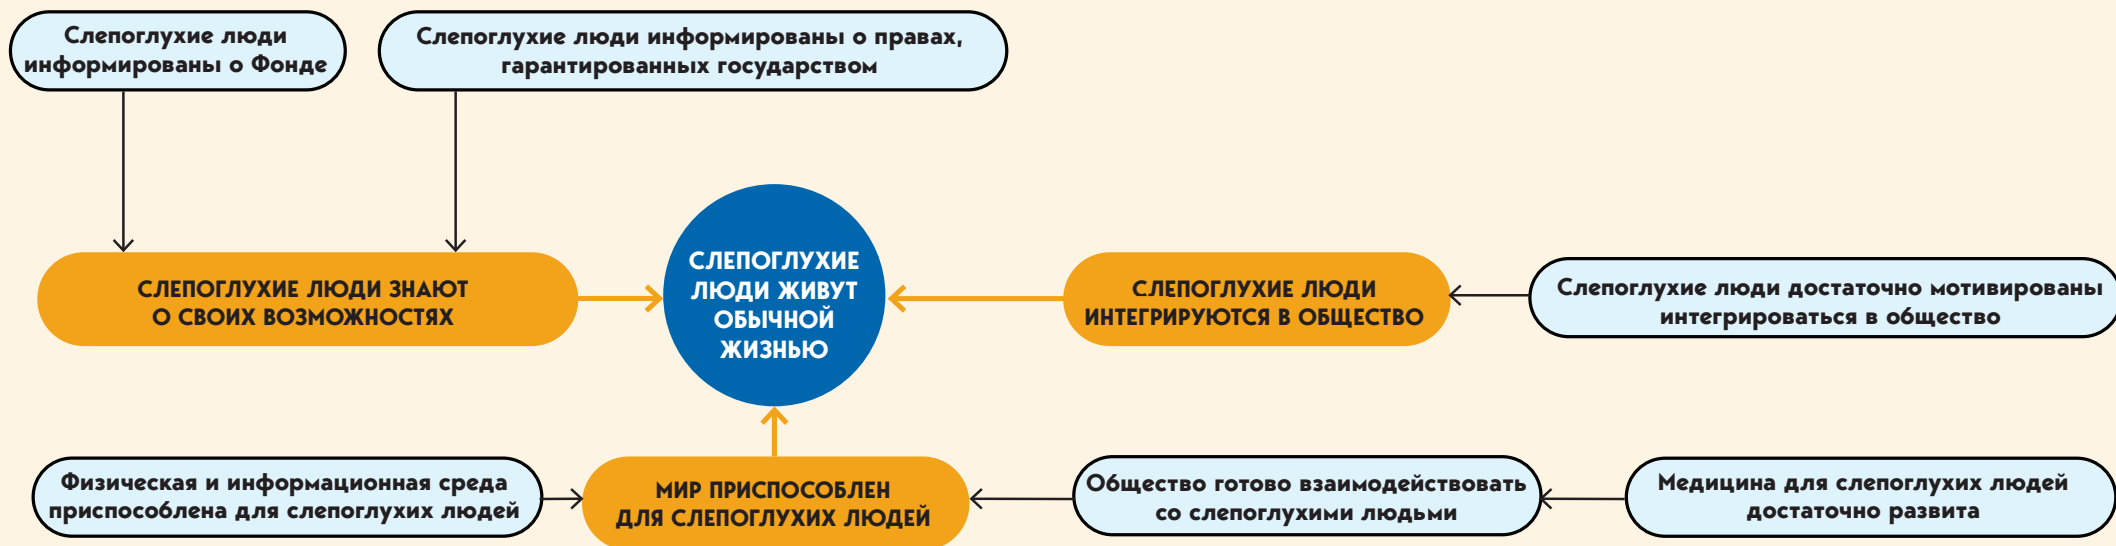 Слепоглухие люди
информированы о Фонде
Слепоглухие люди информированы о правах,
гарантированных государством
СЛЕПОГЛУХИЕ ЛЮДИ ЗНАЮТ
О СВОИХ ВОЗМОЖНОСТЯХ
СЛЕПОГЛУХИЕ
ЛЮДИ ЖИВУТ
ОБЫЧНОЙ
ЖИЗНЬЮ
СЛЕПОГЛУХИЕ ЛЮДИ
ИНТЕГРИРУЮТСЯ В ОБЩЕСТВО
Слепоглухие люди достаточно мотивированы
интегрироваться в общество
Физическая и информационная среда
приспособлена для слепоглухих людей
МИР ПРИСПОСОБЛЕН
ДЛЯ СЛЕПОГЛУХИХ ЛЮДЕЙ
Общество готово взаимодействовать
со слепоглухими людьми
Медицина для слепоглухих людей
достаточно развита